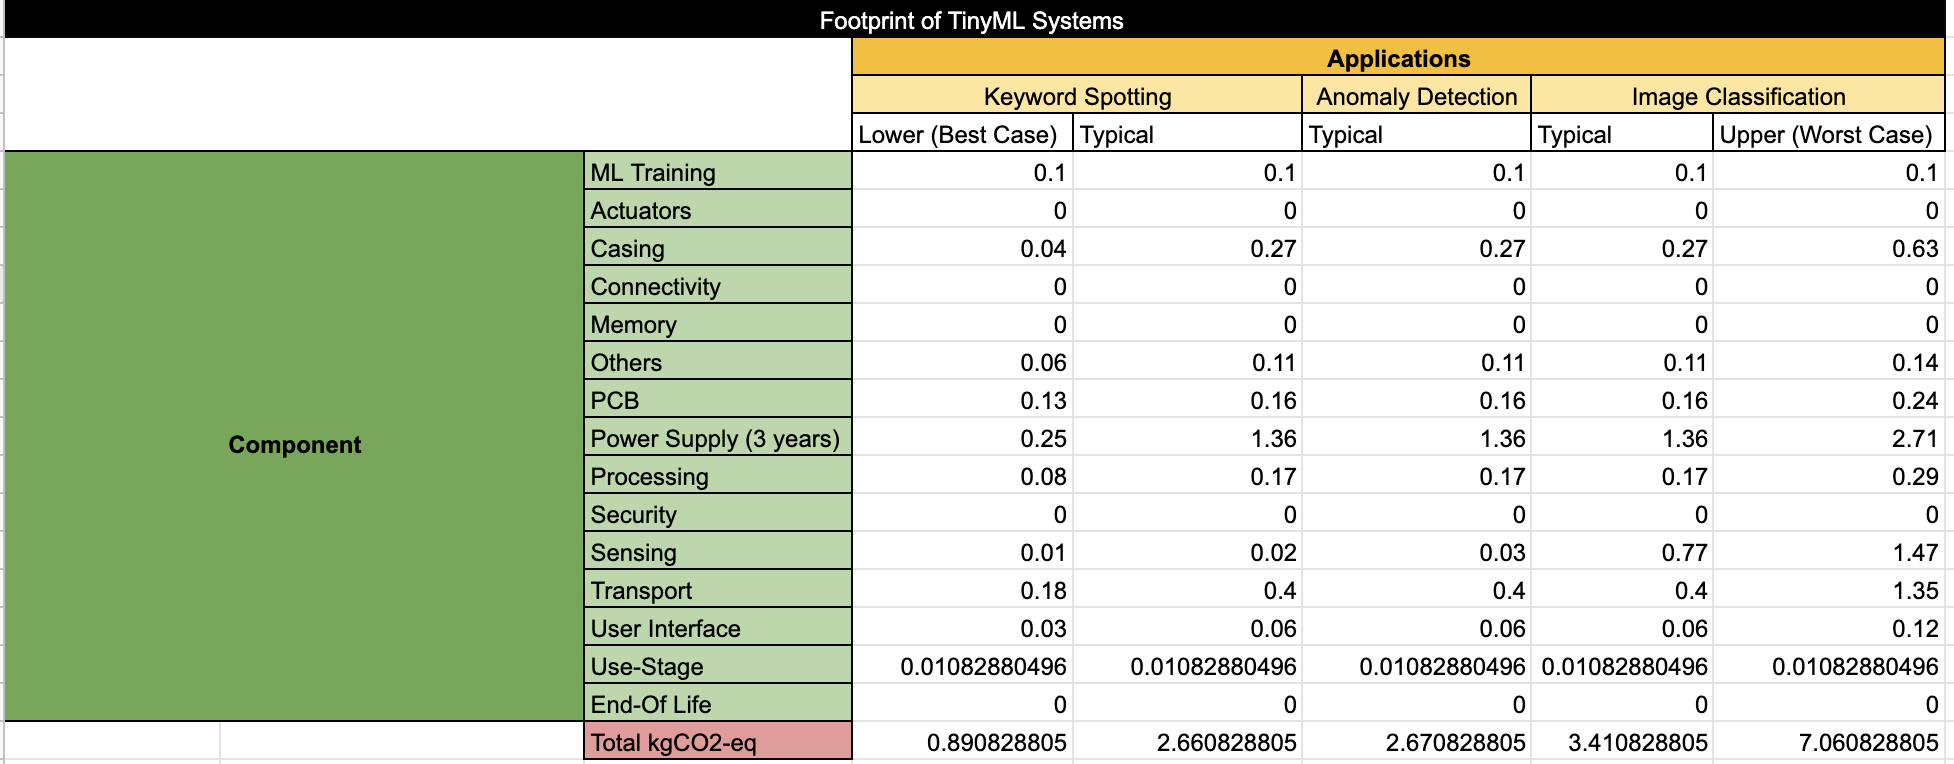 Footprint of TinyML Systems
Applications
Keyword Spotting Anomaly Detection Image Classification
Lower (Best Case) Typical Typical Typical Upper (Worst Case)
ML Training 0.1 0.1 0.1 0.1 0.1
Actuators 0 0 0 0 0
Casing 0.04 0.27 0.27 0.27 0.63
Connectivity 0 0 0 0 0
Memory 0 0 0 0 0
Others 0.06 0.11 0.11 0.11 0.14
PCB 0.13 0.16 0.16 0.16 0.24
Component
Power Supply (3 years) 0.25 1.36 1.36 1.36 2.71
Processing 0.08 0.17 0.17 0.17 0.29
Security 0 0 0 0 0
Sensing 0.01 0.02 0.03 0.77 1.47
Transport 0.18 0.4 0.4 0.4 1.35
User Interface 0.03 0.06 0.06 0.06 0.12
Use-Stage 0.01082880496 0.01082880496 0.01082880496 0.01082880496 0.01082880496
End-Of Life 0 0 0 0 0
Total kgCO2-eq 0.890828805 2.660828805 2.670828805 3.410828805 7.060828805